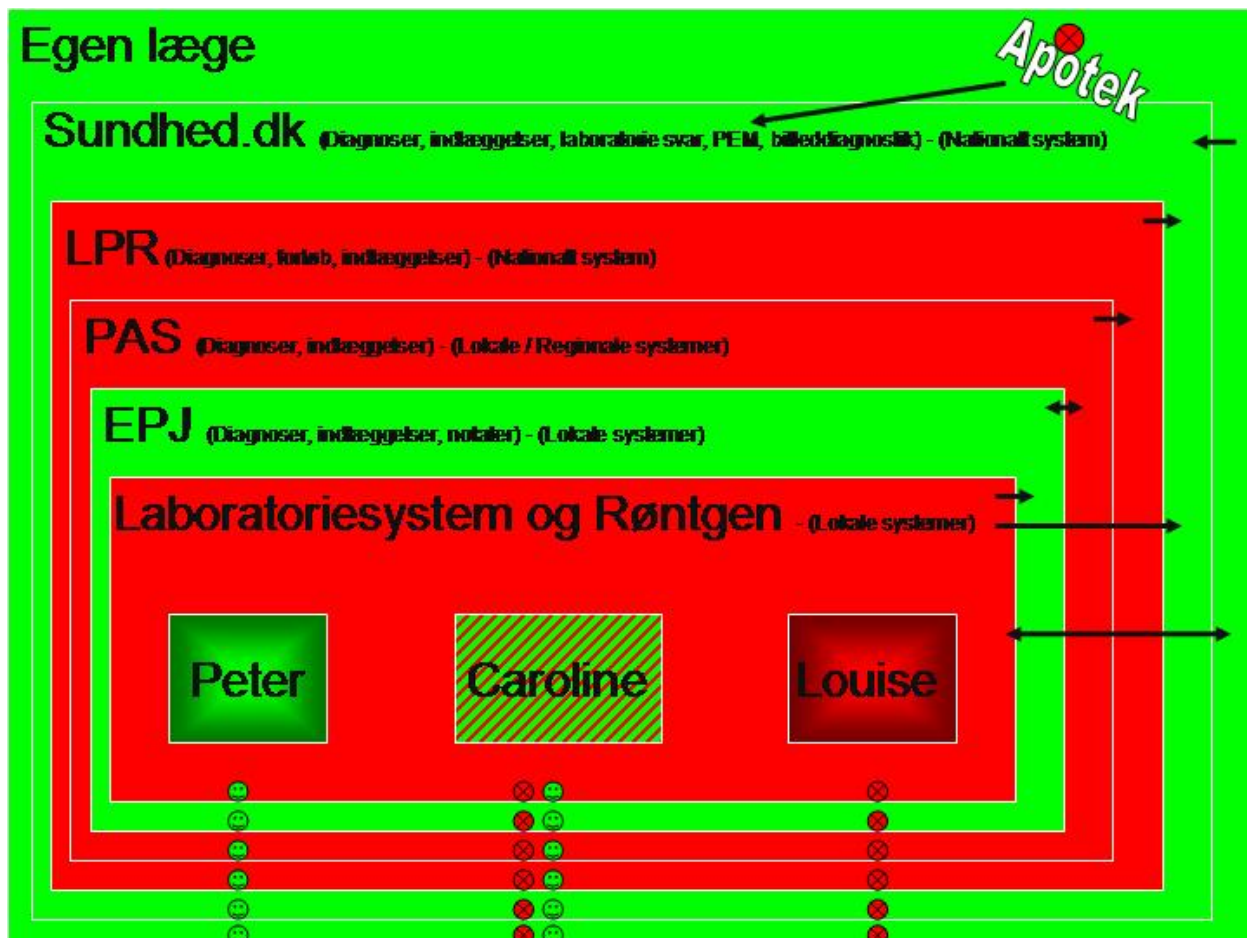 Egen læge
Apotek
Sundhed.dk (Diagnoser, indlæggelser, laboratorie svar, PEM, billeddiagnostik) - (Nationalt system)
LPR (Diagnoser, forløb, indlæggelser) - (Nationalt system)
PAS (Diagnoser, indlæggelser) - (Lokale / Regionale systemer)
EPJ (Diagnoser, indlæggelser, notater) - (Lokale systemer)
Laboratoriesystem og Røntgen - (Lokale systemer)
Peter Caroline Louise